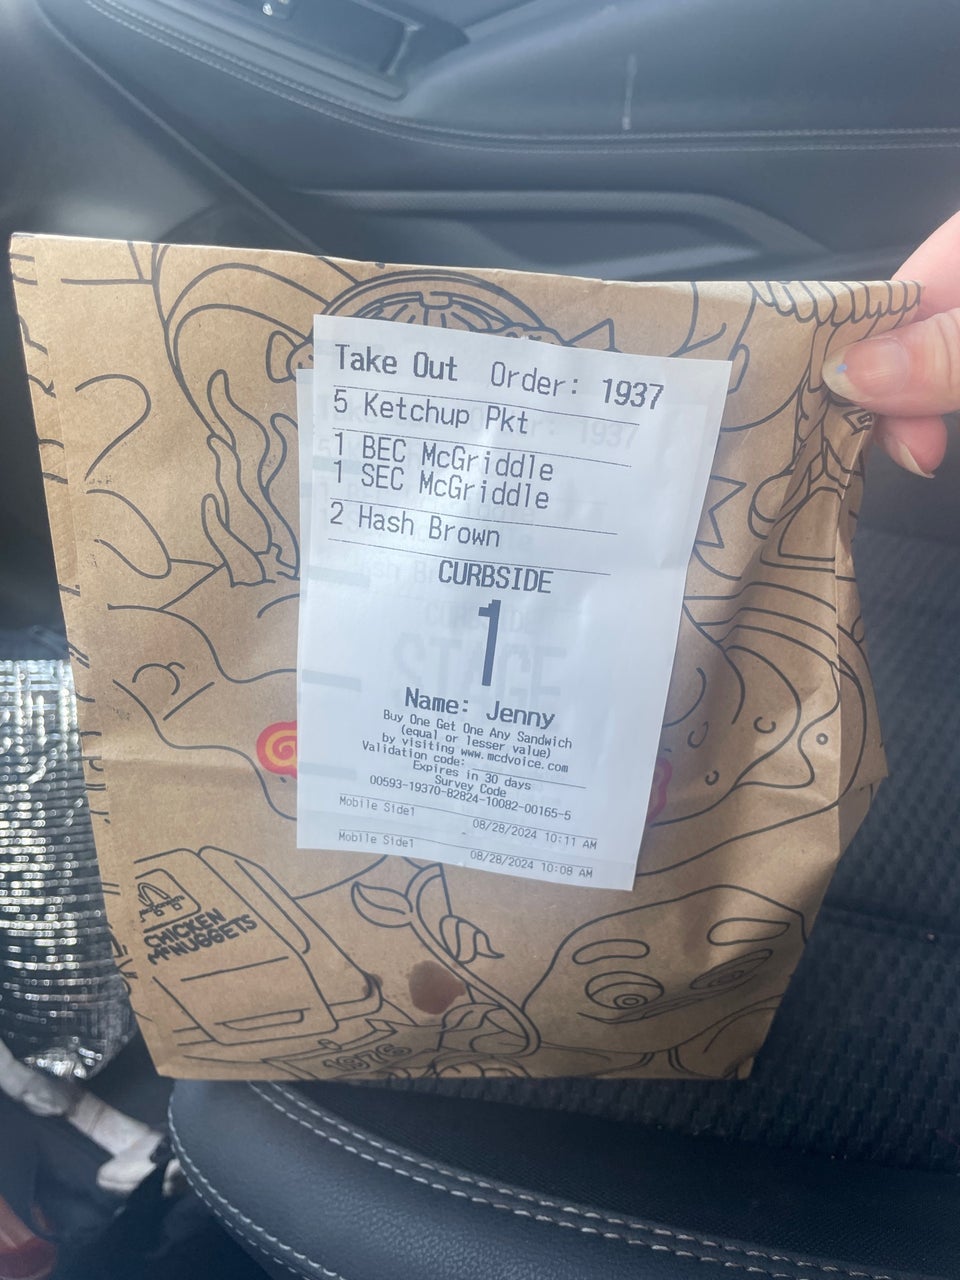 Take Out Order: 1937
5 Ketchup Pkt
1 BEC McGriddle
1 SEC McGriddle
2 Hash Brown
CURBSIDE
1
Name: Jenny
Buy One Get One Any Sandwich
(equal or lesser value)
by visiting www.mcdvoice.com
Validation code: ________
Expires in 30 days
Survey Code
00593-19370-82824-10082-00165-5
Mobile Side1 08/28/2024 10:11 AM
Mobile Side1 08/28/2024 10:08 AM
STAGE
CHICKEN
McNUGGETS
1976